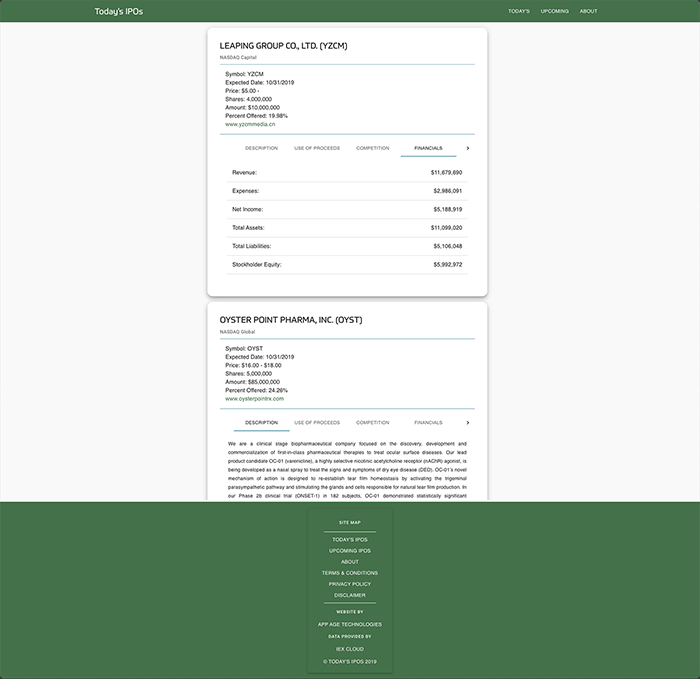 Today's IPOs
TODAY'S UPCOMING ABOUT
LEAPING GROUP CO., LTD. (YZCM)
NASDAQ Capital
Symbol: YZCM
Expected Date: 10/31/2019
Price: $5.00 -
Shares: 4,000,000
Amount: $10,000,000
Percent Offered: 19.98%
www.yzcmmedia.cn
DESCRIPTION USE OF PROCEEDS COMPETITION FINANCIALS
Revenue: $11,679,690
Expenses: $2,986,091
Net Income: $5,188,919
Total Assets: $11,099,020
Total Liabilities: $5,106,048
Stockholder Equity: $5,992,972
OYSTER POINT PHARMA, INC. (OYST)
NASDAQ Global
Symbol: OYST
Expected Date: 10/31/2019
Price: $16.00 - $18.00
Shares: 5,000,000
Amount: $85,000,000
Percent Offered: 24.26%
www.oysterpointrx.com
DESCRIPTION USE OF PROCEEDS COMPETITION FINANCIALS
We are a clinical stage biopharmaceutical company focused on the discovery, development and
commercialization of first-in-class pharmaceutical therapies to treat ocular surface diseases. Our lead
product candidate OC-01 (varenicline), a highly selective nicotinic acetylcholine receptor (nAChR) agonist, is
being developed as a nasal spray to treat the signs and symptoms of dry eye disease (DED). OC-01's novel
mechanism of action is designed to re-establish tear film homeostasis by activating the trigeminal
parasympathetic pathway and stimulating the glands and cells responsible for natural tear film production. In
our Phase 2b clinical trial (ONSET-1) in 182 subjects, OC-01 demonstrated statistically significant
SITE MAP
TODAY'S IPOS
UPCOMING IPOS
ABOUT
TERMS & CONDITIONS
PRIVACY POLICY
DISCLAIMER
WEBSITE BY
APP AGE TECHNOLOGIES
DATA PROVIDED BY
IEX CLOUD
© TODAY'S IPOS 2019